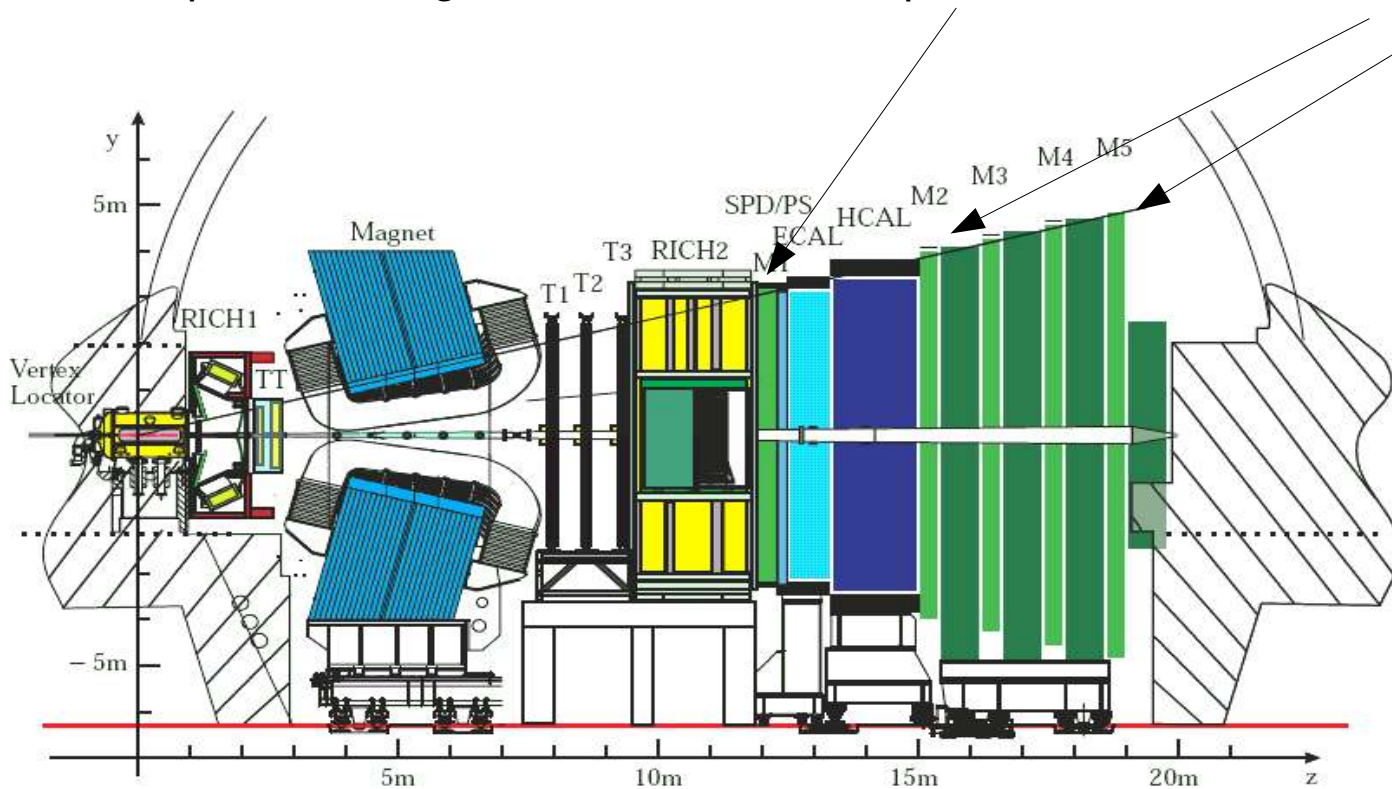 y
5m
Magnet
SPD/PS
ECAL
HCAL
M1
M2
M3
M4
M5
T3
RICH2
T1
T2
RICH1
TT
Vertex
Locator
−5m
5m
10m
15m
20m
z